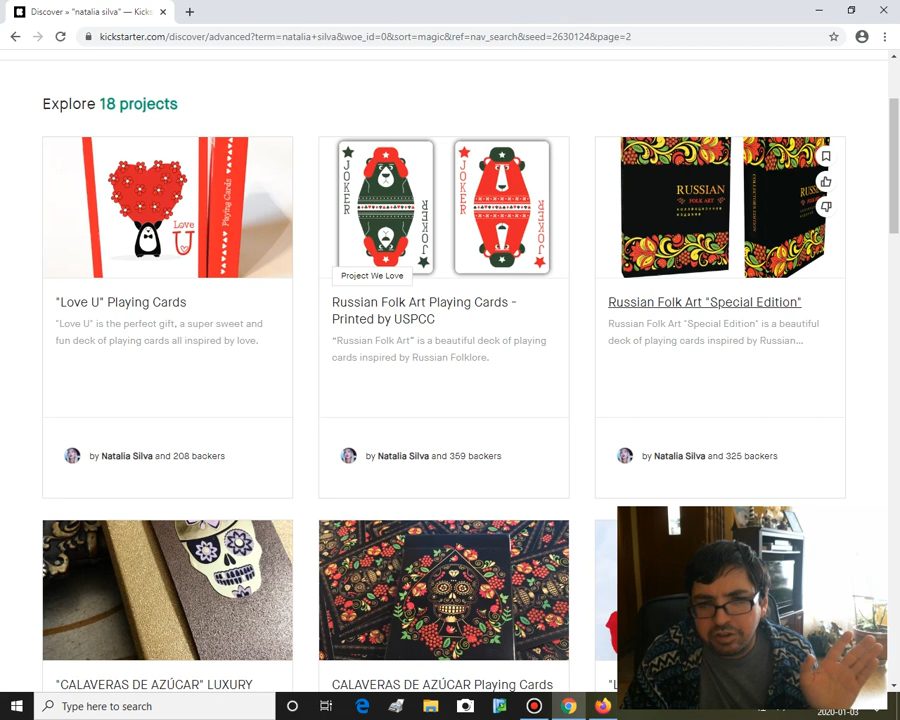 Discover » "natalia silva" — Kicks
kickstarter.com/discover/advanced?term=natalia+silva&woe_id=0&sort=magic&ref=nav_search&seed=2630124&page=2
Explore 18 projects
Love
U
Playing Cards
JOKER
JOKER
JOKER
JOKER
Project We Love
RUSSIAN
FOLK ART
"Love U" Playing Cards
"Love U" is the perfect gift, a super sweet and
fun deck of playing cards all inspired by love.
by Natalia Silva and 208 backers
Russian Folk Art Playing Cards -
Printed by USPCC
"Russian Folk Art" is a beautiful deck of playing
cards inspired by Russian Folklore.
by Natalia Silva and 359 backers
Russian Folk Art "Special Edition"
Russian Folk Art "Special Edition" is a beautiful
deck of playing cards inspired by Russian...
by Natalia Silva and 325 backers
"CALAVERAS DE AZÚCAR" LUXURY
CALAVERAS DE AZÚCAR Playing Cards
Type here to search
2020-01-03